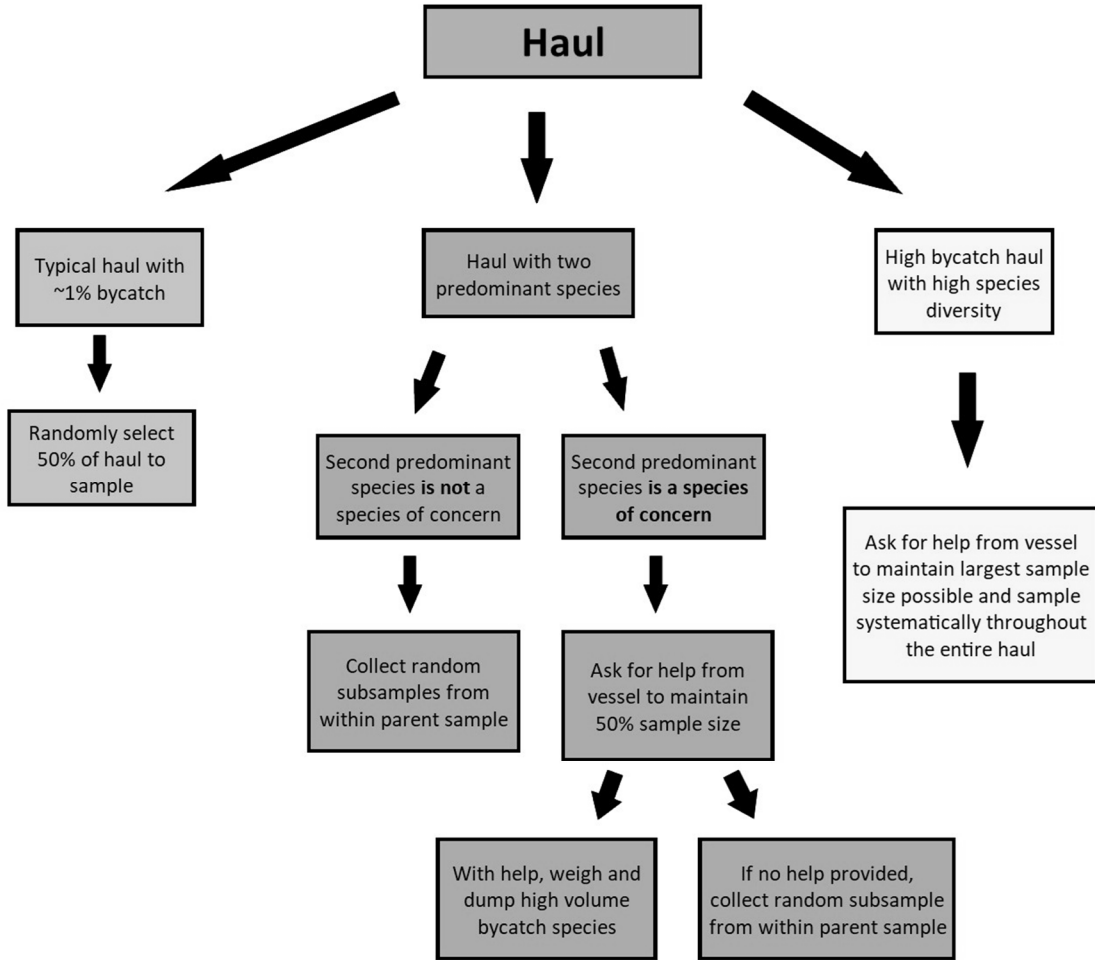 Haul
Typical haul with
~1% bycatch
Randomly select
50% of haul to
sample
Haul with two
predominant species
Second predominant
species is not a
species of concern
Collect random
subsamples from
within parent sample
Second predominant
species is a species
of concern
Ask for help from
vessel to maintain
50% sample size
With help, weigh and
dump high volume
bycatch species
If no help provided,
collect random subsample
from within parent sample
High bycatch haul
with high species
diversity
Ask for help from vessel
to maintain largest sample
size possible and sample
systematically throughout
the entire haul